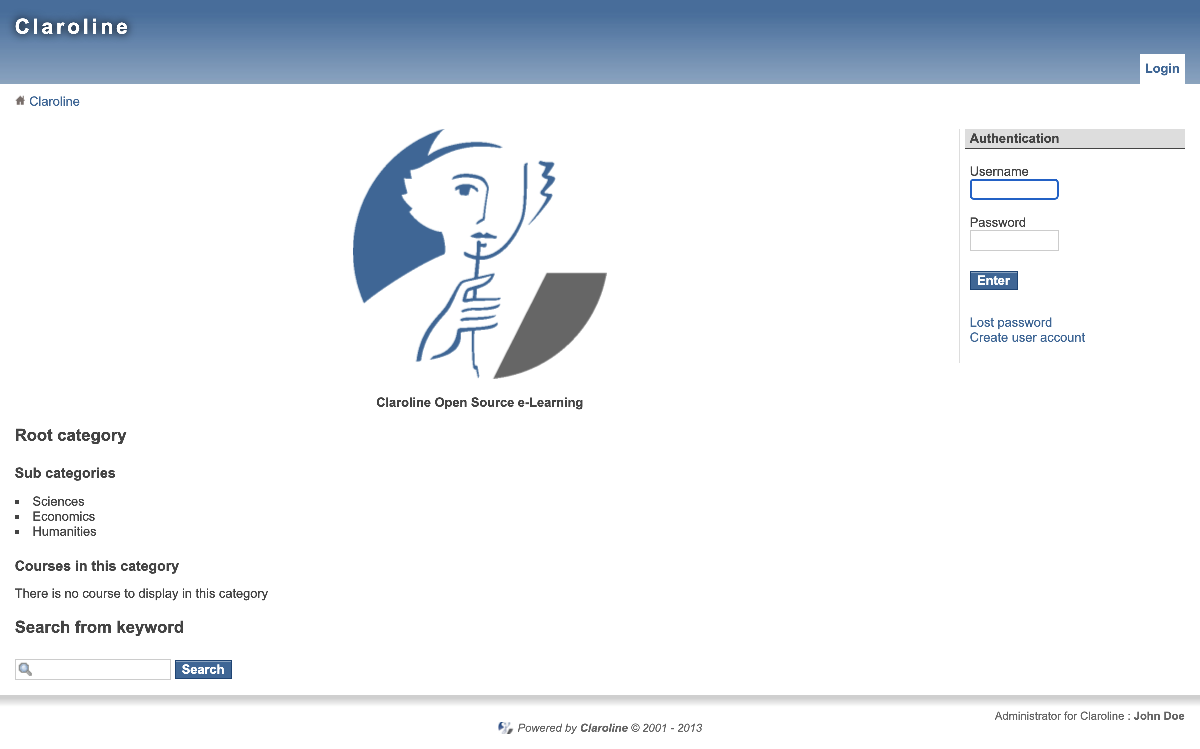 Claroline
Login
Claroline
Claroline Open Source e-Learning
Root category
Sub categories
Sciences
Economics
Humanities
Courses in this category
There is no course to display in this category
Search from keyword
Search
Authentication
Username
Password
Enter
Lost password
Create user account
Powered by Claroline © 2001 - 2013
Administrator for Claroline : John Doe